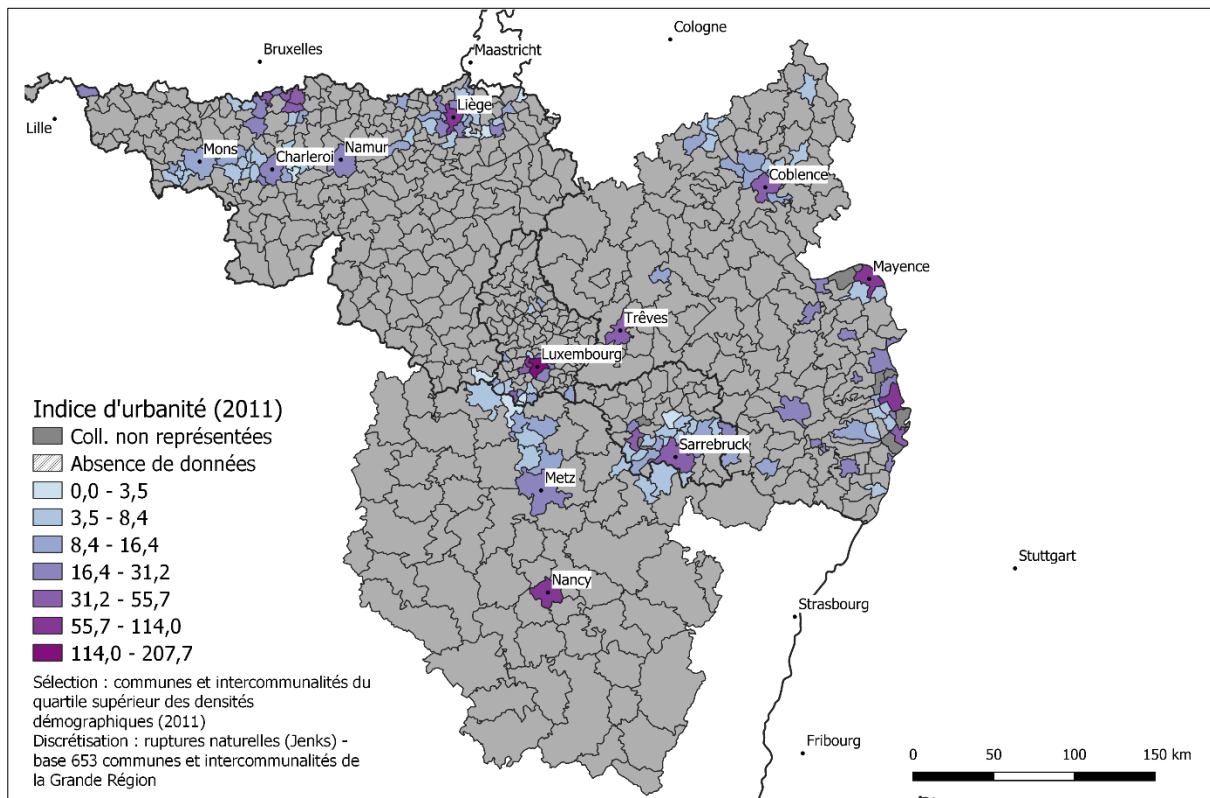 Cologne
Bruxelles
Maastricht
Lille
Liège
Mons
Charleroi
Namur
Coblence
Mayence
Trêves
Luxembourg
Sarrebruck
Metz
Nancy
Stuttgart
Strasbourg
Fribourg
Indice d'urbanité (2011)
Coll. non représentées
Absence de données
0,0 - 3,5
3,5 - 8,4
8,4 - 16,4
16,4 - 31,2
31,2 - 55,7
55,7 - 114,0
114,0 - 207,7
Sélection : communes et intercommunalités du
quartile supérieur des densités
démographiques (2011)
Discrétisation : ruptures naturelles (Jenks) -
base 653 communes et intercommunalités de
la Grande Région
0 50 100 150 km